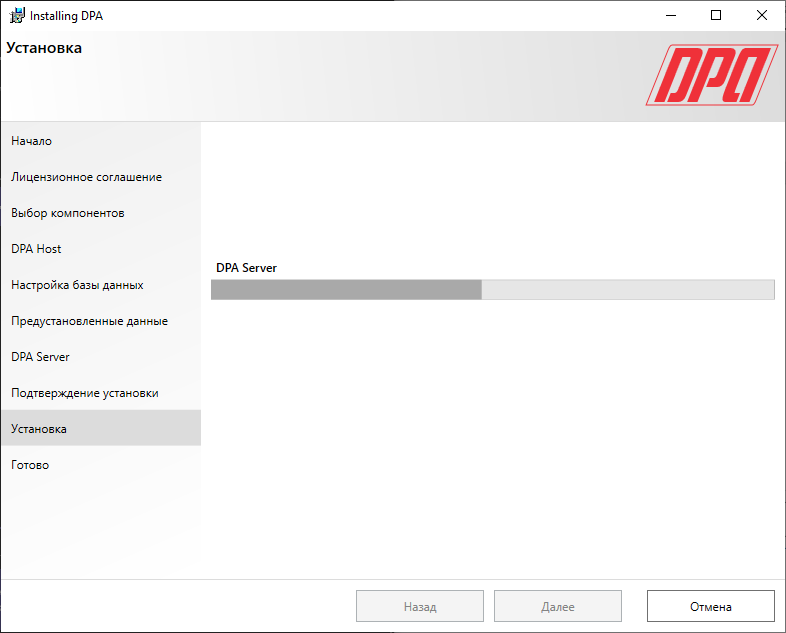 Installing DPA
Установка
DPA
Начало
Лицензионное соглашение
Выбор компонентов
DPA Host
Настройка базы данных
Предустановленные данные
DPA Server
Подтверждение установки
Установка
Готово
DPA Server
Назад
Далее
Отмена